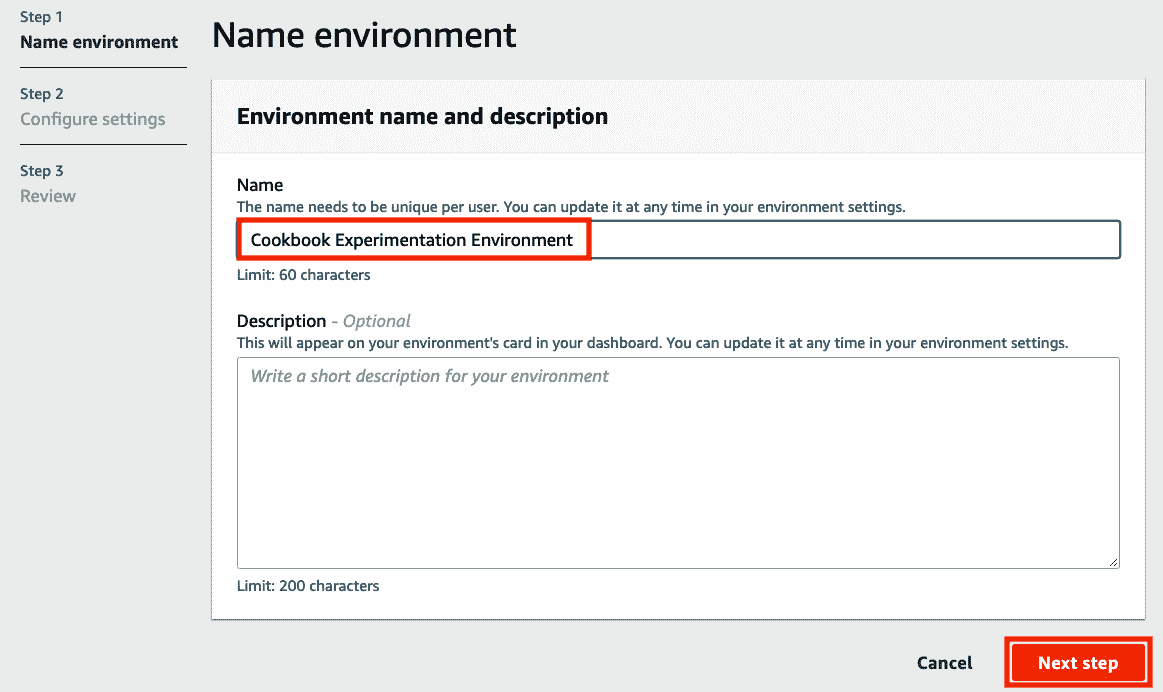 Step 1
Name environment
Step 2
Configure settings
Step 3
Review
Name environment
Environment name and description
Name
The name needs to be unique per user. You can update it at any time in your environment settings.
Cookbook Experimentation Environment
Limit: 60 characters
Description - Optional
This will appear on your environment's card in your dashboard. You can update it at any time in your environment settings.
Write a short description for your environment
Limit: 200 characters
Cancel
Next step